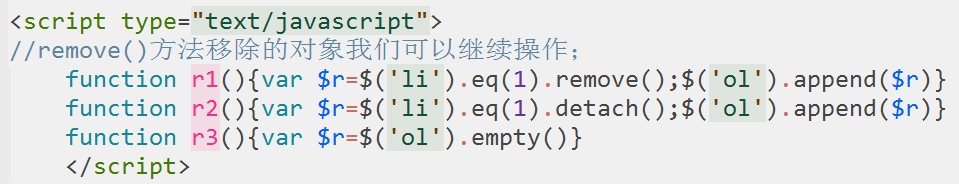 <script type="text/javascript">
//remove()方法移除的对象我们可以继续操作;
function r1(){var $r=$('li').eq(1).remove();$('ol').append($r)}
function r2(){var $r=$('li').eq(1).detach();$('ol').append($r)}
function r3(){var $r=$('ol').empty()}
</script>